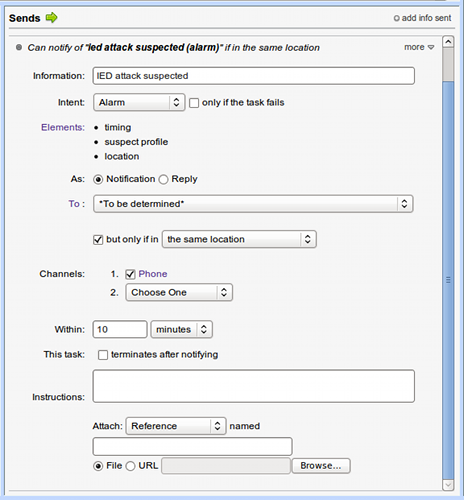 Sends add info sent
Can notify of "ied attack suspected (alarm)" if in the same location more
Information: IED attack suspected
Intent: Alarm only if the task fails
Elements: • timing
• suspect profile
• location
As: Notification Reply
To : *To be determined*
but only if in the same location
Channels: 1. Phone
2. Choose One
Within: 10 minutes
This task: terminates after notifying
Instructions:
Attach: Reference named
File URL Browse...